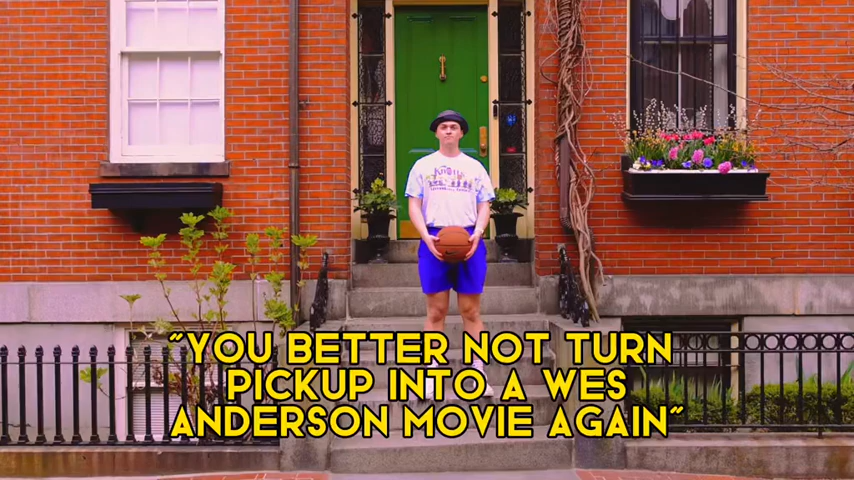 "YOU BETTER NOT TURN
PICKUP INTO A WES
ANDERSON MOVIE AGAIN"